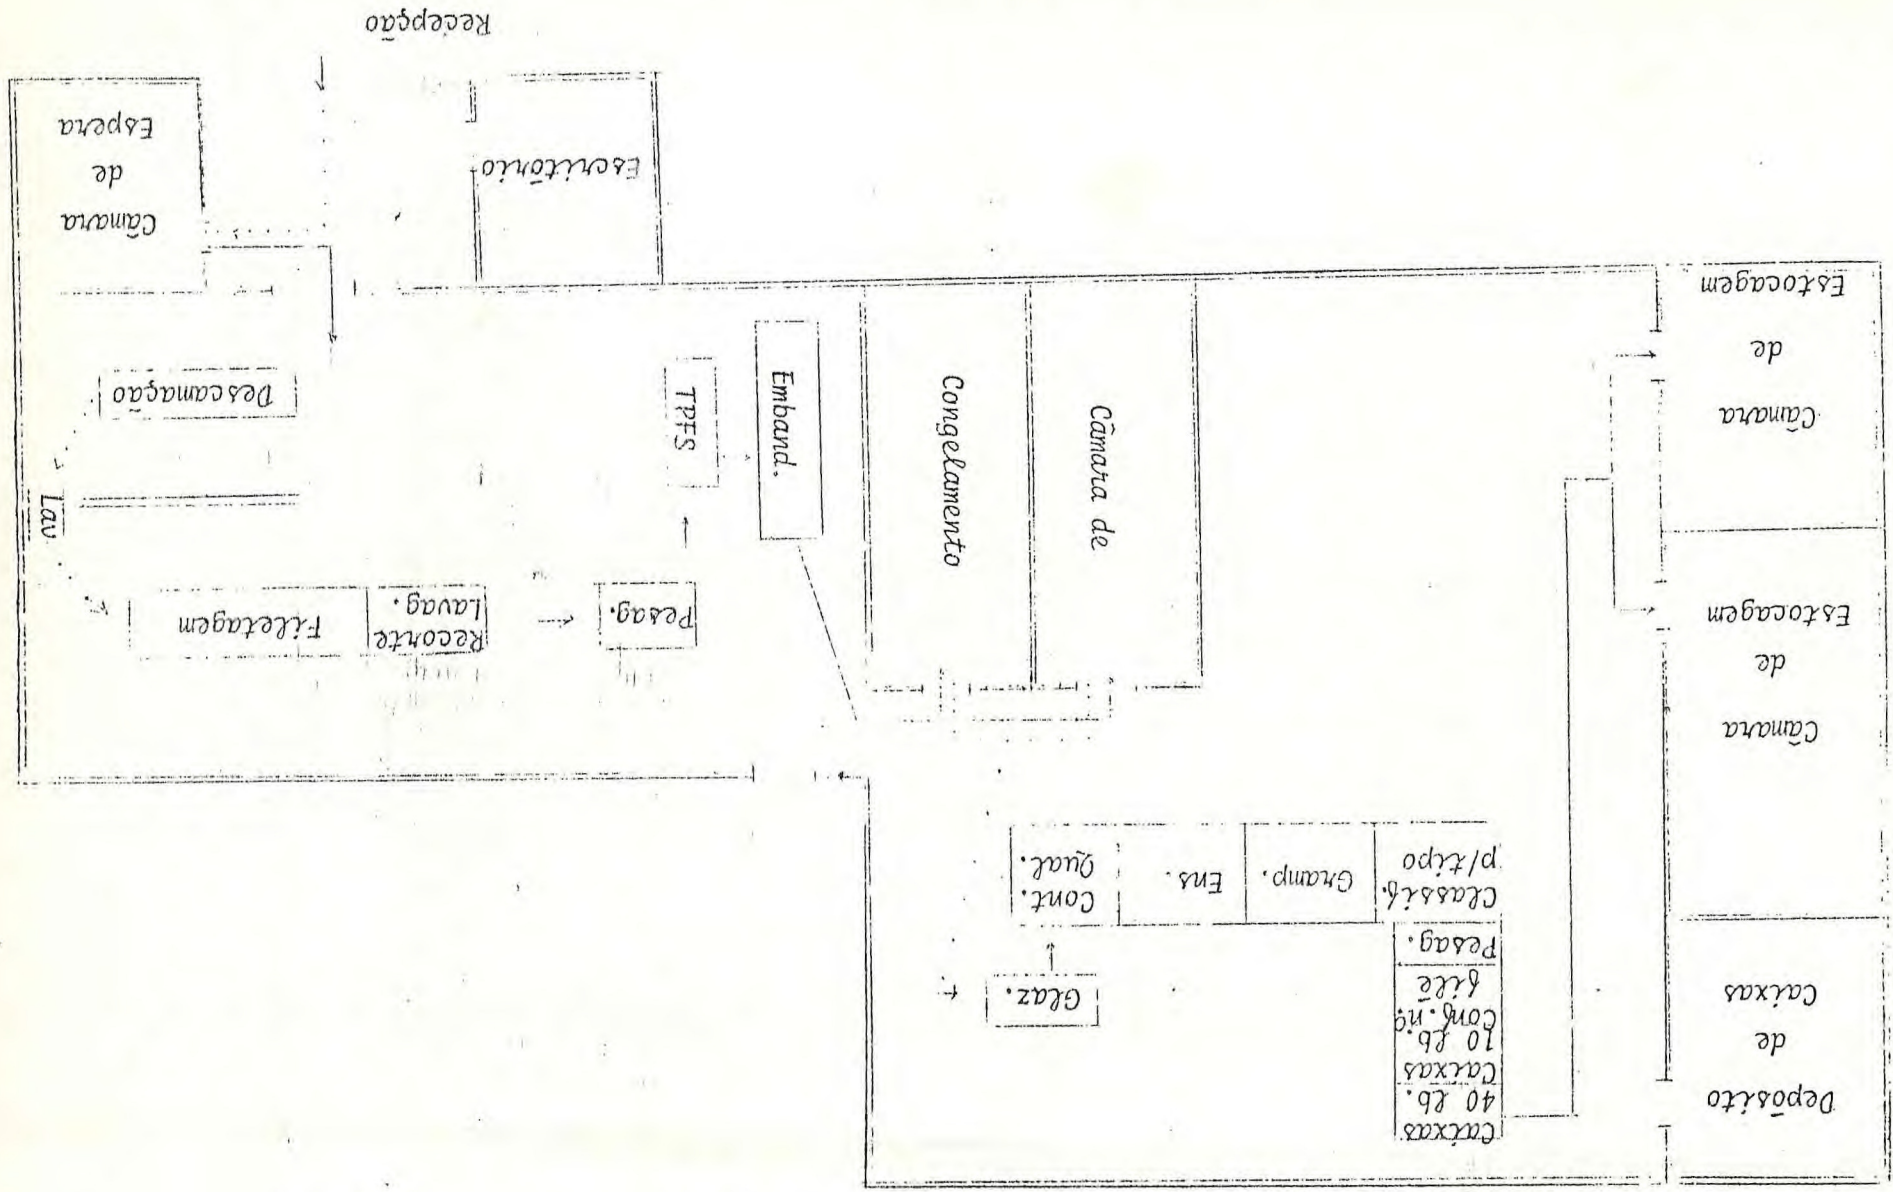 Recepção
Câmara
de
Espera
Escritório
Descamação
Lav
Filetagem
Recorte
Lavag.
Pesag.
TPFS
Emband.
Câmara de
Congelamento
Glaz.
Cont.
Qual.
Ens.
Gramp.
Classif.
p/tipo
Pesag.
Caixas
10 lb.
Conf.nº
filé
Caixas
40 lb.
Câmara
de
Estocagem
Câmara
de
Estocagem
Depósito
de
Caixas